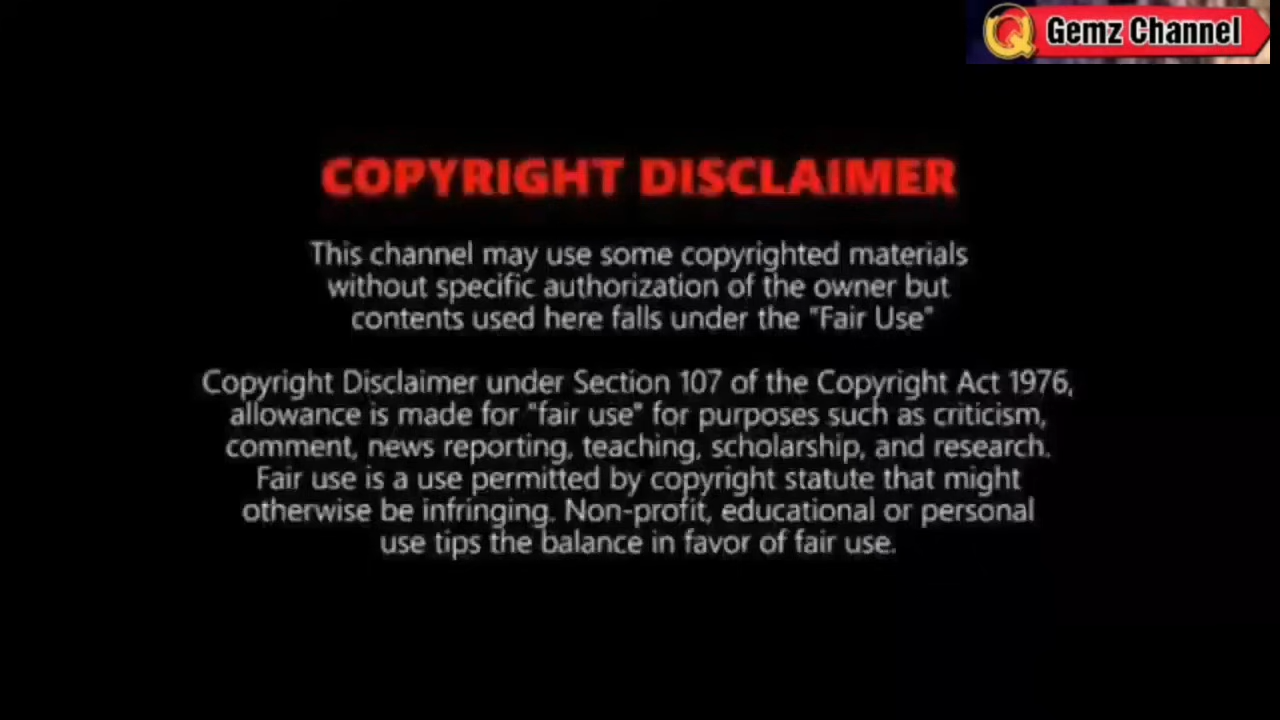 Gemz Channel
COPYRIGHT DISCLAIMER
This channel may use some copyrighted materials
without specific authorization of the owner but
contents used here falls under the "Fair Use"
Copyright Disclaimer under Section 107 of the Copyright Act 1976,
allowance is made for "fair use" for purposes such as criticism,
comment, news reporting, teaching, scholarship, and research.
Fair use is a use permitted by copyright statute that might
otherwise be infringing. Non-profit, educational or personal
use tips the balance in favor of fair use.